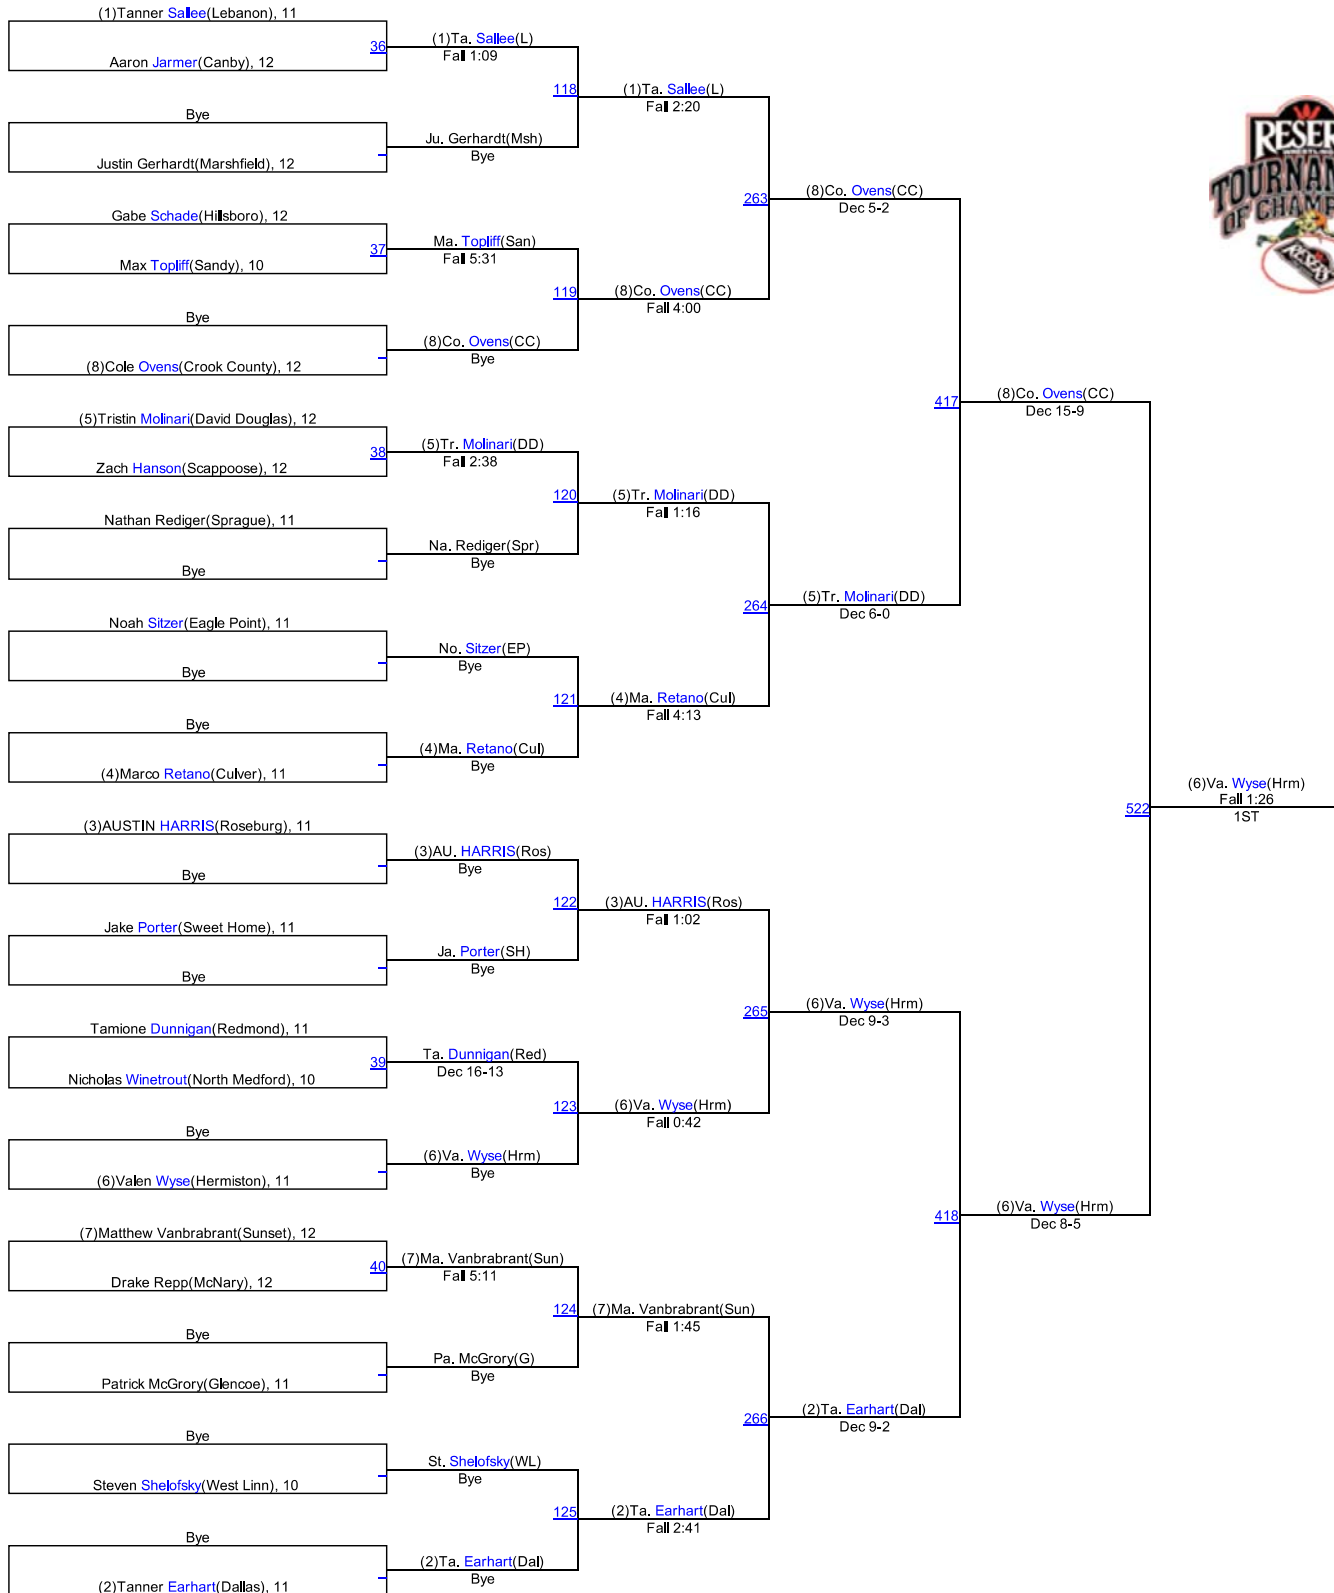 (1)Tanner Sallee(Lebanon), 11
36
Aaron Jarmer(Canby), 12
Bye
Justin Gerhardt(Marshfield), 12
Gabe Schade(Hillsboro), 12
37
Max Topliff(Sandy), 10
Bye
(8)Cole Ovens(Crook County), 12
(5)Tristin Molinari(David Douglas), 12
38
Zach Hanson(Scappoose), 12
Nathan Rediger(Sprague), 11
Bye
Noah Sitzer(Eagle Point), 11
Bye
Bye
(4)Marco Retano(Culver), 11
(3)AUSTIN HARRIS(Roseburg), 11
Bye
Jake Porter(Sweet Home), 11
Bye
Tamione Dunnigan(Redmond), 11
39
Nicholas Winetrout(North Medford), 10
Bye
(6)Valen Wyse(Hermiston), 11
(7)Matthew Vanbrabrant(Sunset), 12
40
Drake Repp(McNary), 12
Bye
Patrick McGrory(Glencoe), 11
Bye
Steven Shelofsky(West Linn), 10
Bye
(2)Tanner Earhart(Dallas), 11
(1)Ta. Sallee(L)
Fall 1:09
118
Ju. Gerhardt(Msh)
Bye
Ma. Topliff(San)
Fall 5:31
119
(8)Co. Ovens(CC)
Bye
(5)Tr. Molinari(DD)
Fall 2:38
120
Na. Rediger(Spr)
Bye
No. Sitzer(EP)
Bye
121
(4)Ma. Retano(Cul)
Bye
(3)AU. HARRIS(Ros)
Bye
122
Ja. Porter(SH)
Bye
Ta. Dunnigan(Red)
Dec 16-13
123
(6)Va. Wyse(Hrm)
Bye
(7)Ma. Vanbrabrant(Sun)
Fall 5:11
124
Pa. McGrory(G)
Bye
St. Shelofsky(WL)
Bye
125
(2)Ta. Earhart(Dal)
Bye
(1)Ta. Sallee(L)
Fall 2:20
263
(8)Co. Ovens(CC)
Fall 4:00
(5)Tr. Molinari(DD)
Fall 1:16
264
(4)Ma. Retano(Cul)
Fall 4:13
(3)AU. HARRIS(Ros)
Fall 1:02
265
(6)Va. Wyse(Hrm)
Fall 0:42
(7)Ma. Vanbrabrant(Sun)
Fall 1:45
266
(2)Ta. Earhart(Dal)
Fall 2:41
(8)Co. Ovens(CC)
Dec 5-2
417
(5)Tr. Molinari(DD)
Dec 6-0
(6)Va. Wyse(Hrm)
Dec 9-3
418
(2)Ta. Earhart(Dal)
Dec 9-2
(8)Co. Ovens(CC)
Dec 15-9
522
(6)Va. Wyse(Hrm)
Dec 8-5
(6)Va. Wyse(Hrm)
Fall 1:26
1ST
RESER
TOURNAM
OF CHAMP